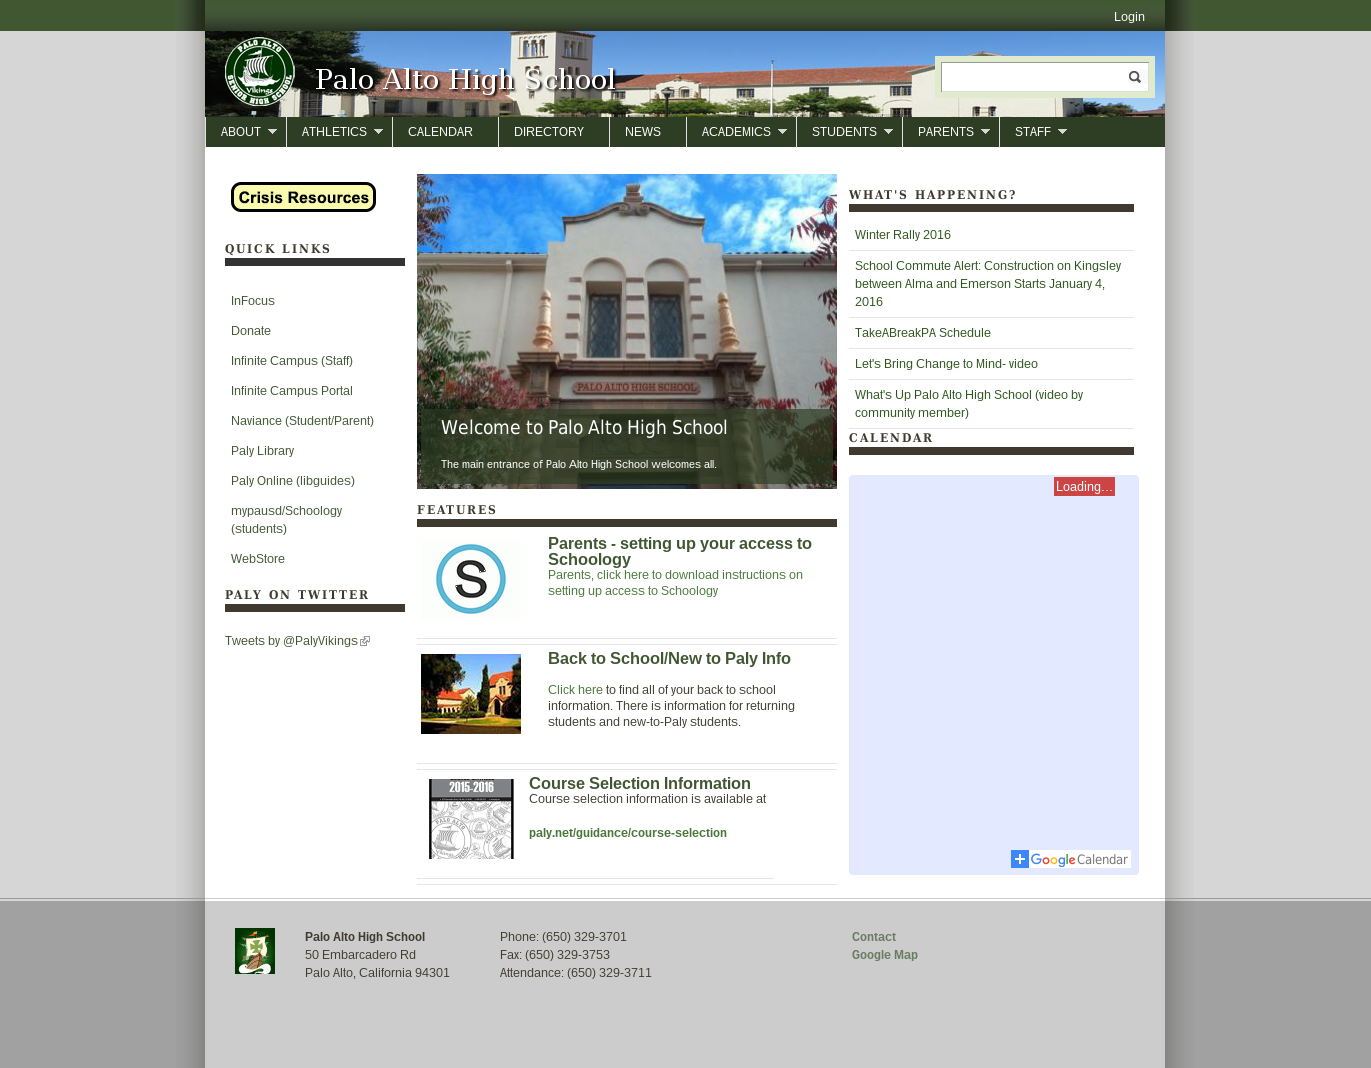 Login
PALO ALTO
Vikings
SENIOR HIGH SCHOOL
Palo Alto High School
ABOUT
ATHLETICS
CALENDAR
DIRECTORY
NEWS
ACADEMICS
STUDENTS
PARENTS
STAFF
Crisis Resources
QUICK LINKS
InFocus
Donate
Infinite Campus (Staff)
Infinite Campus Portal
Naviance (Student/Parent)
Paly Library
Paly Online (libguides)
mypausd/Schoology
(students)
WebStore
PALY ON TWITTER
Tweets by @PalyVikings
PALO ALTO HIGH SCHOOL
Welcome to Palo Alto High School
The main entrance of Palo Alto High School welcomes all.
FEATURES
S
Parents - setting up your access to
Schoology
Parents, click here to download instructions on
setting up access to Schoology
Back to School/New to Paly Info
Click here to find all of your back to school
information. There is information for returning
students and new-to-Paly students.
2015-2016
Course Selection Information
Course selection information is available at
paly.net/guidance/course-selection
WHAT'S HAPPENING?
Winter Rally 2016
School Commute Alert: Construction on Kingsley
between Alma and Emerson Starts January 4,
2016
TakeABreakPA Schedule
Let's Bring Change to Mind- video
What's Up Palo Alto High School (video by
community member)
CALENDAR
Loading...
Google Calendar
Palo Alto High School
50 Embarcadero Rd
Palo Alto, California 94301
Phone: (650) 329-3701
Fax: (650) 329-3753
Attendance: (650) 329-3711
Contact
Google Map